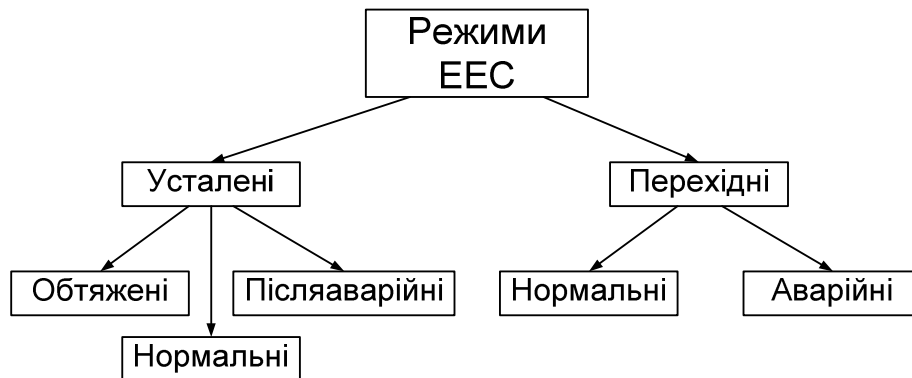 Режими
ЕЕС
Усталені
Перехідні
Обтяжені
Післяаварійні
Нормальні
Аварійні
Нормальні